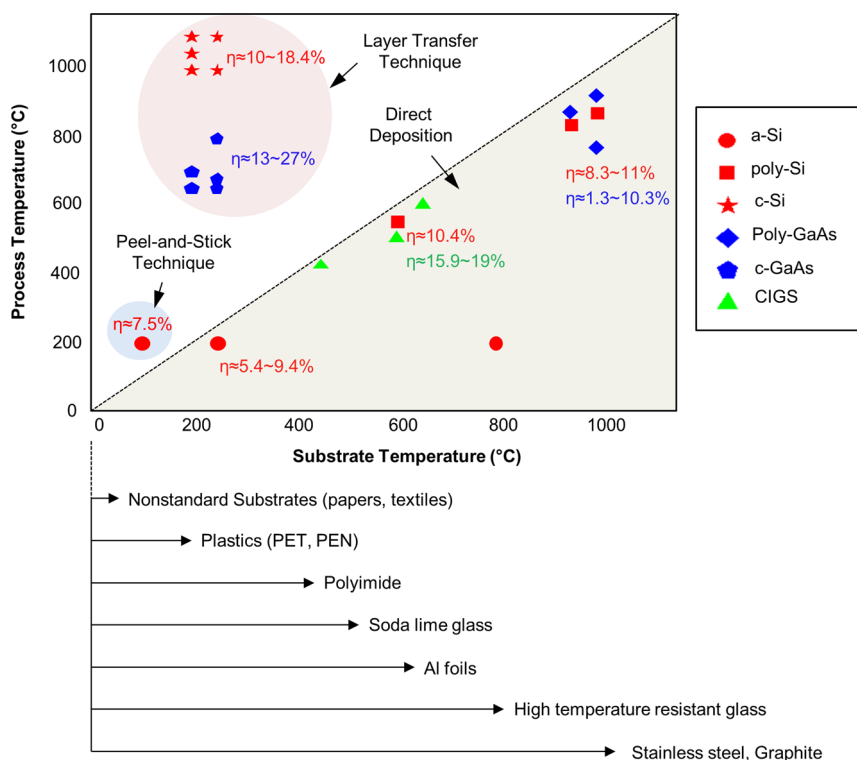 Layer Transfer
Technique
η≈10~18.4%
Direct
Deposition
η≈13~27%
η≈8.3~11%
η≈1.3~10.3%
Peel-and-Stick
Technique
η≈10.4%
η≈15.9~19%
η≈7.5%
η≈5.4~9.4%
Process Temperature (°C)
1000
800
600
400
200
0
0 200 400 600 800 1000
Substrate Temperature (°C)
a-Si
poly-Si
c-Si
Poly-GaAs
c-GaAs
CIGS
Nonstandard Substrates (papers, textiles)
Plastics (PET, PEN)
Polyimide
Soda lime glass
Al foils
High temperature resistant glass
Stainless steel, Graphite